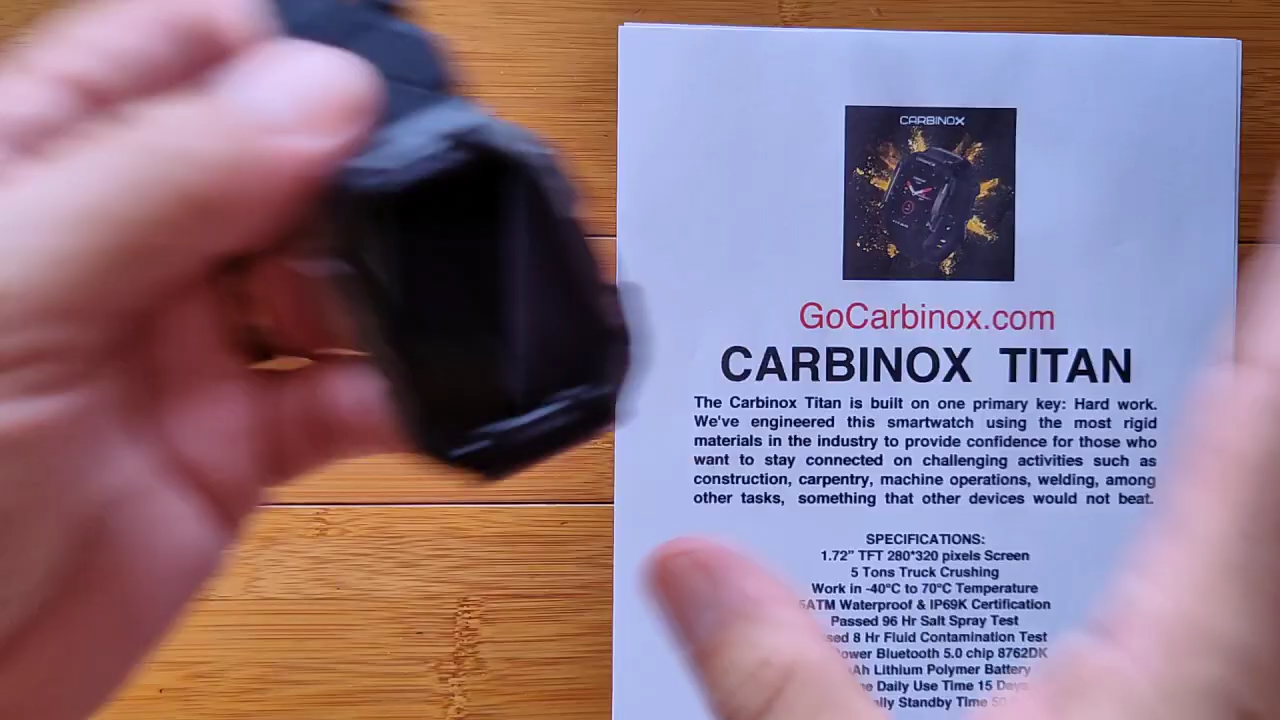 CARBINOX
GoCarbinox.com
CARBINOX TITAN
The Carbinox Titan is built on one primary key: Hard work.
We've engineered this smartwatch using the most rigid
materials in the industry to provide confidence for those who
want to stay connected on challenging activities such as
construction, carpentry, machine operations, welding, among
other tasks, something that other devices would not beat.
SPECIFICATIONS:
1.72” TFT 280*320 pixels Screen
5 Tons Truck Crushing
Work in -40°C to 70°C Temperature
5ATM Waterproof & IP69K Certification
Passed 96 Hr Salt Spray Test
8 Hr Fluid Contamination Test
Bluetooth 5.0 chip 8762DK
Lithium Polymer Battery
Daily Use Time 15 Days
Standby Time